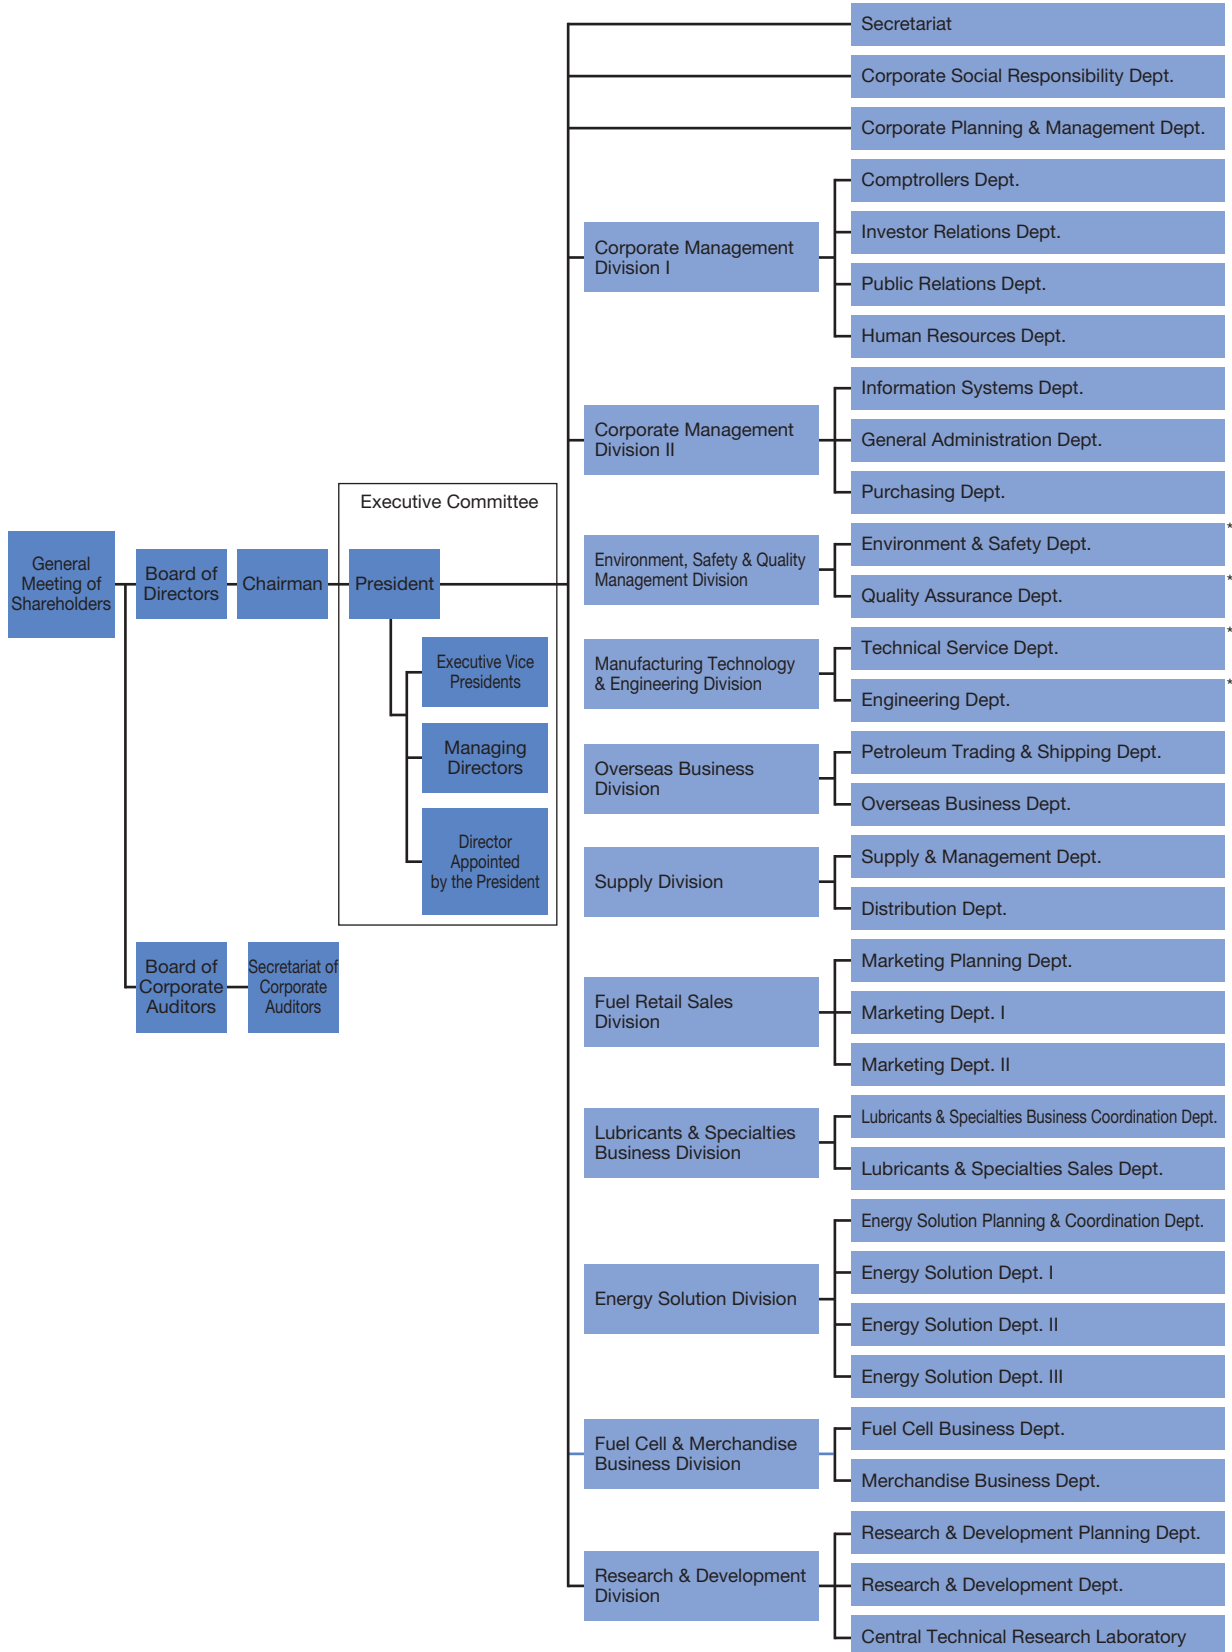 Secretariat
Corporate Social Responsibility Dept.
Corporate Planning & Management Dept.
Corporate Management
Division I
Comptrollers Dept.
Investor Relations Dept.
Public Relations Dept.
Human Resources Dept.
Corporate Management
Division II
Information Systems Dept.
General Administration Dept.
Purchasing Dept.
General
Meeting of
Shareholders
Board of
Directors
Chairman
Executive Committee
President
Executive Vice
Presidents
Managing
Directors
Director
Appointed
by the President
Board of
Corporate
Auditors
Secretariat of
Corporate
Auditors
Environment, Safety & Quality
Management Division
Environment & Safety Dept. *
Quality Assurance Dept. *
Manufacturing Technology
& Engineering Division
Technical Service Dept. *
Engineering Dept. *
Overseas Business
Division
Petroleum Trading & Shipping Dept.
Overseas Business Dept.
Supply Division
Supply & Management Dept.
Distribution Dept.
Fuel Retail Sales
Division
Marketing Planning Dept.
Marketing Dept. I
Marketing Dept. II
Lubricants & Specialties
Business Division
Lubricants & Specialties Business Coordination Dept.
Lubricants & Specialties Sales Dept.
Energy Solution Division
Energy Solution Planning & Coordination Dept.
Energy Solution Dept. I
Energy Solution Dept. II
Energy Solution Dept. III
Fuel Cell & Merchandise
Business Division
Fuel Cell Business Dept.
Merchandise Business Dept.
Research & Development
Division
Research & Development Planning Dept.
Research & Development Dept.
Central Technical Research Laboratory